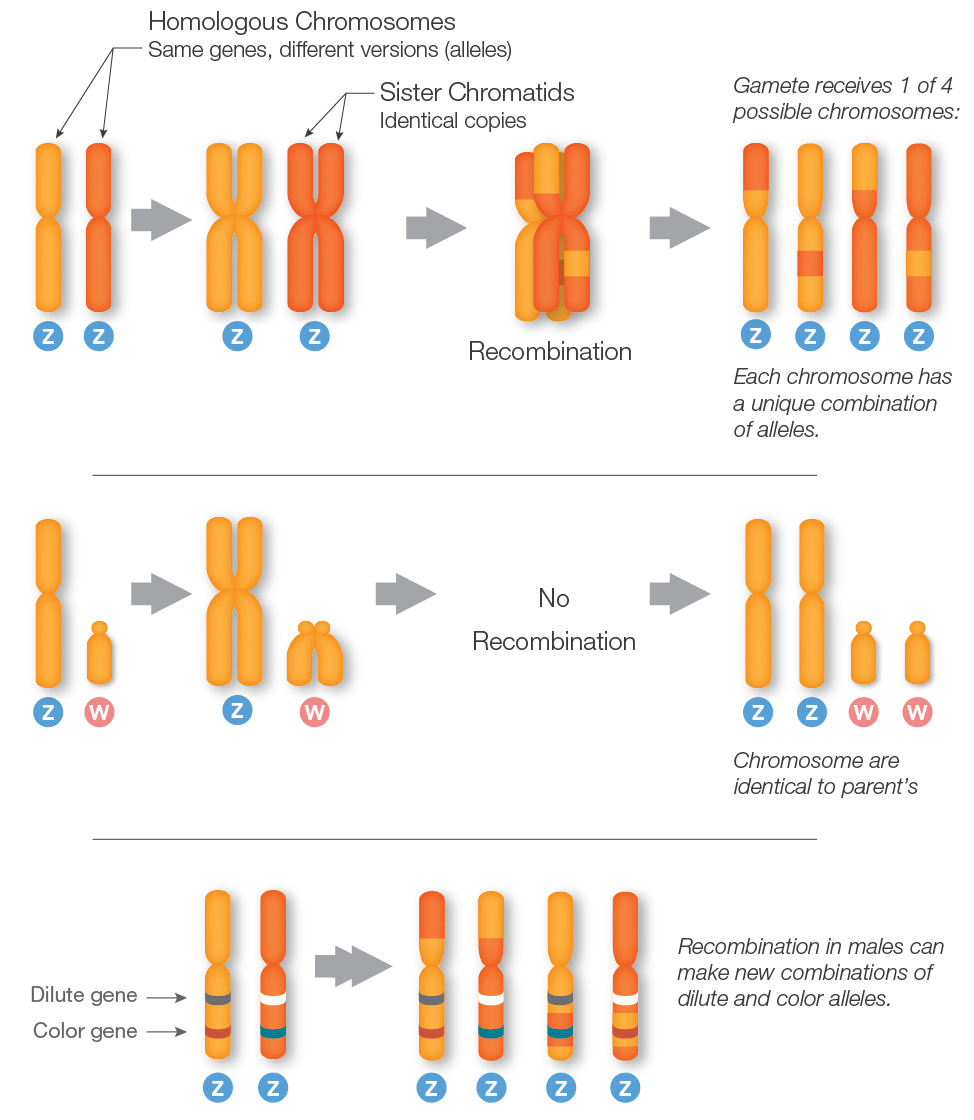 Homologous Chromosomes
Same genes, different versions (alleles)
Sister Chromatids
Identical copies
Gamete receives 1 of 4
possible chromosomes:
Z Z Z Z
Recombination
Z Z Z Z
Each chromosome has
a unique combination
of alleles.
No
Recombination
Z W Z W
Z Z W W
Chromosome are
identical to parent's
Dilute gene
Color gene
Recombination in males can
make new combinations of
dilute and color alleles.
Z Z Z Z Z Z